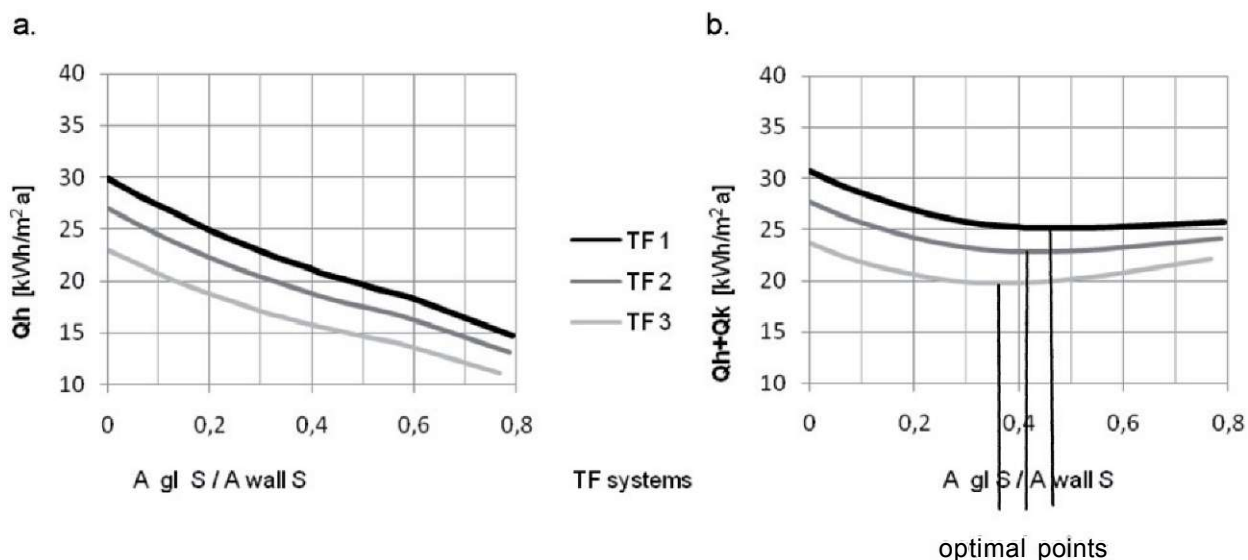 a.
40
35
30
25
20
15
10
Qh [kWh/m² a]
0 0,2 0,4 0,6 0,8
A gl S / A wall S
TF 1
TF 2
TF 3
TF systems
b.
40
35
30
25
20
15
10
Qh+Qk [kWh/m² a]
0 0,2 0,4 0,6 0,8
A gl S / A wall S
optimal points